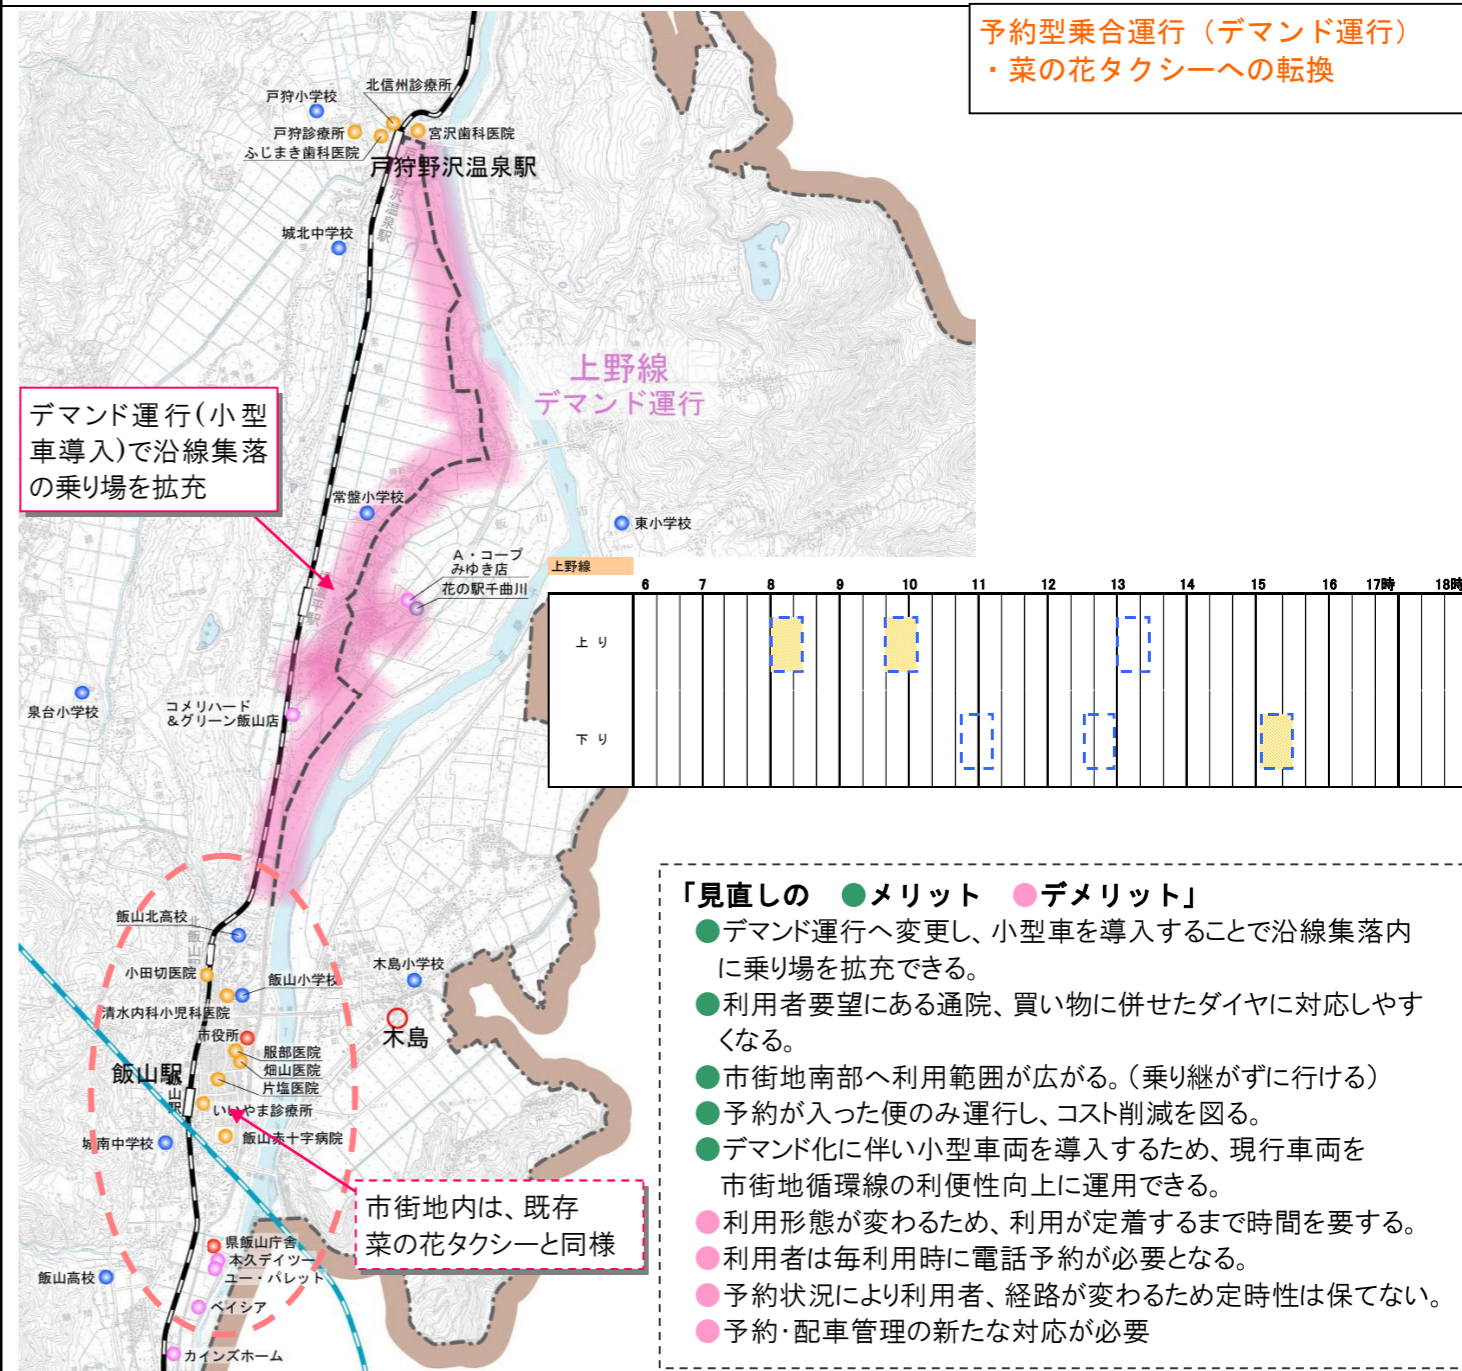 予約型乗合運行（デマンド運行）
・菜の花タクシーへの転換
北信州診療所
戸狩小学校
戸狩診療所
宮沢歯科医院
ふじまき歯科医院
戸狩野沢温泉駅
城北中学校
上野線
デマンド運行
デマンド運行(小型
車導入)で沿線集落
の乗り場を拡充
常盤小学校
東小学校
A・コープ
みゆき店
花の駅千曲川
泉台小学校
コメリハード
&グリーン飯山店
上野線
6 7 8 9 10 11 12 13 14 15 16 17時 18時
上り
下り
飯山北高校
北飯山駅
小田切医院
飯山小学校
清水内科小児科医院
市役所
服部医院
畑山医院
片塩医院
飯山駅
飯山駅
いいやま診療所
城南中学校
飯山赤十字病院
木島小学校
木島
市街地内は、既存
菜の花タクシーと同様
県飯山庁舎
本久デイツー
ユー・パレット
飯山高校
ベイシア
カインズホーム
「見直しの ●メリット ●デメリット」
●デマンド運行へ変更し、小型車を導入することで沿線集落内
に乗り場を拡充できる。
●利用者要望にある通院、買い物に併せたダイヤに対応しやす
くなる。
●市街地南部へ利用範囲が広がる。（乗り継がずに行ける）
●予約が入った便のみ運行し、コスト削減を図る。
●デマンド化に伴い小型車両を導入するため、現行車両を
市街地循環線の利便性向上に運用できる。
●利用形態が変わるため、利用が定着するまで時間を要する。
●利用者は毎利用時に電話予約が必要となる。
●予約状況により利用者、経路が変わるため定時性は保てない。
●予約・配車管理の新たな対応が必要